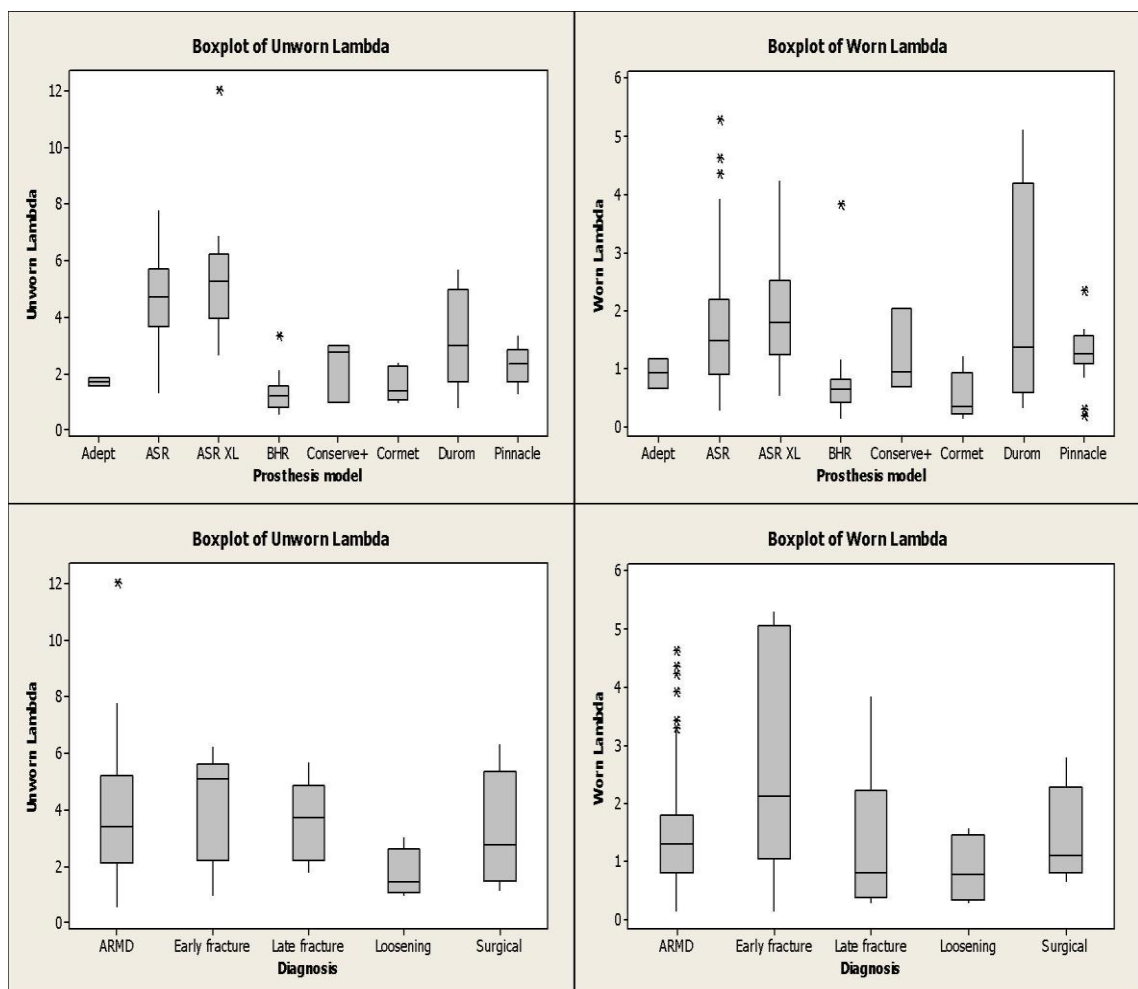 Boxplot of Unworn Lambda
12
10
8
6
4
2
0
Unworn Lambda
Adept ASR ASR XL BHR Conserve+ Cormet Durom Pinnacle
Prosthesis model
Boxplot of Worn Lambda
6
5
4
3
2
1
0
Worn Lambda
Adept ASR ASR XL BHR Conserve+ Cormet Durom Pinnacle
Prosthesis model
Boxplot of Unworn Lambda
12
10
8
6
4
2
0
Unworn Lambda
ARMD Early fracture Late fracture Loosening Surgical
Diagnosis
Boxplot of Worn Lambda
6
5
4
3
2
1
0
Worn Lambda
ARMD Early fracture Late fracture Loosening Surgical
Diagnosis